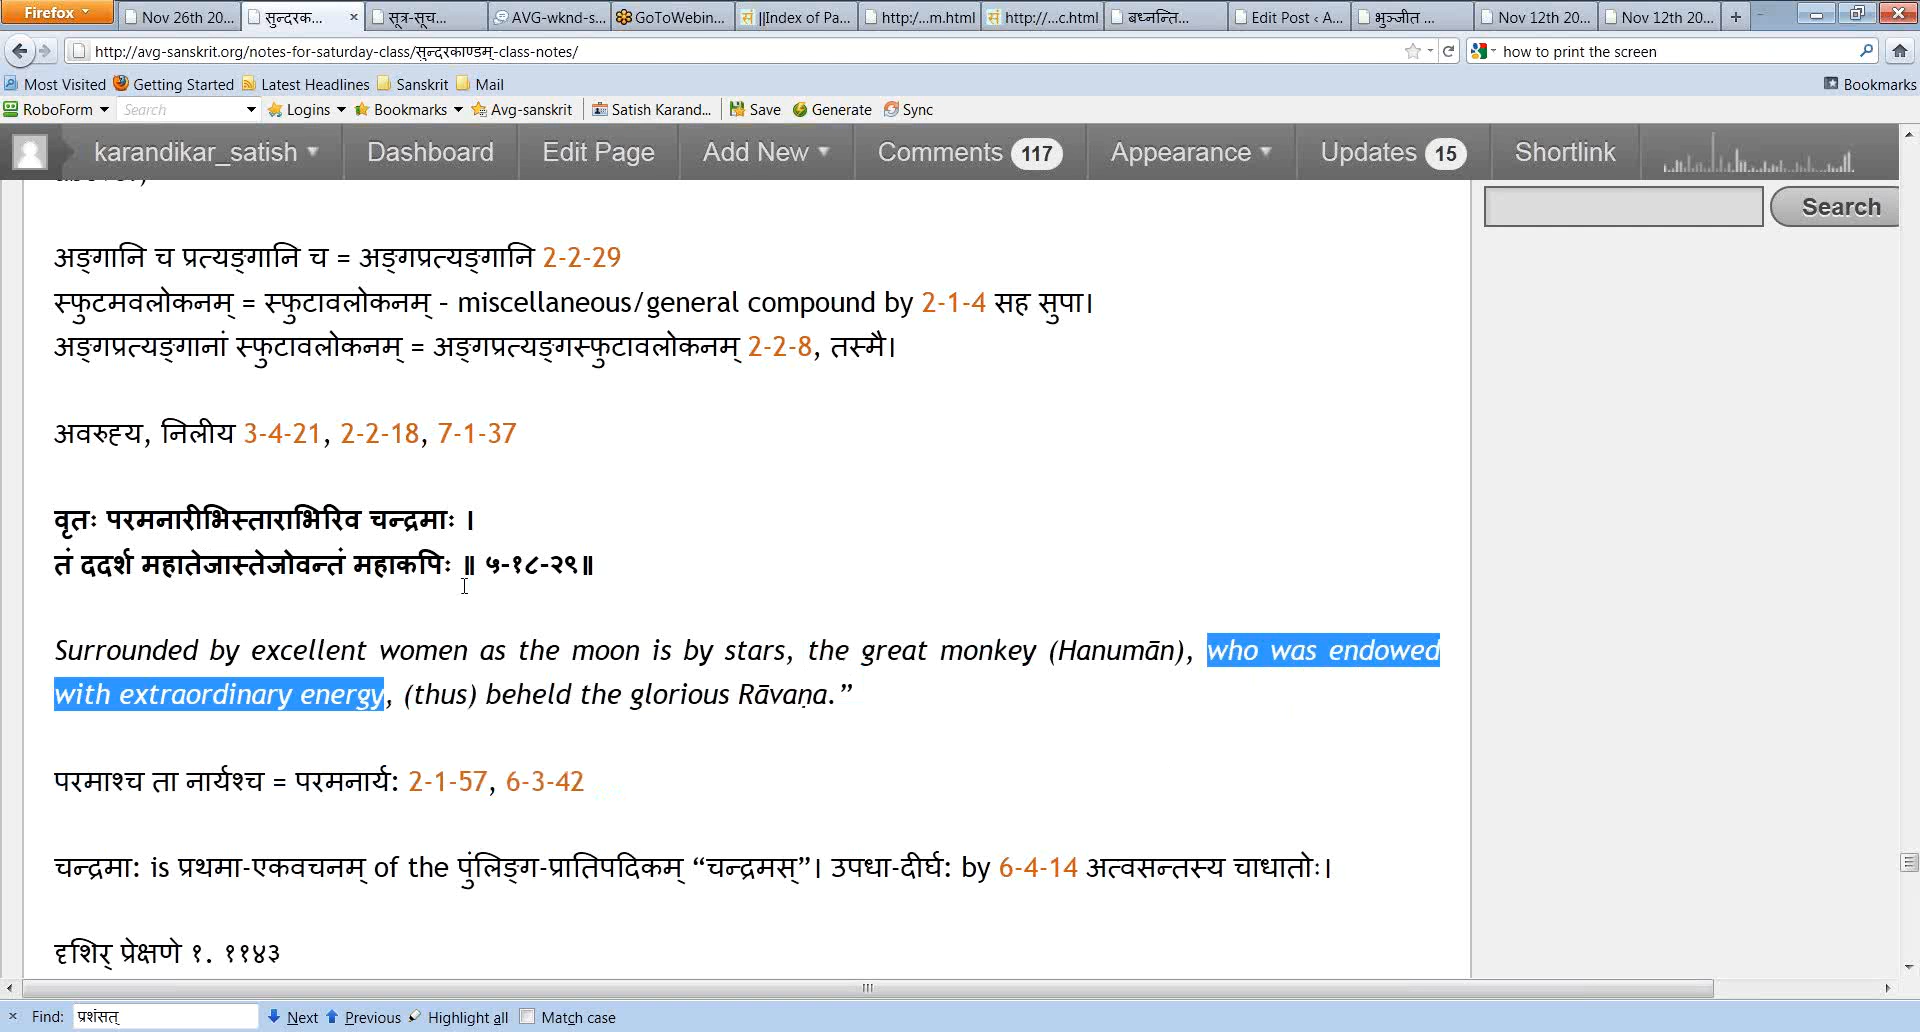 Firefox
Nov 26th 20...
सुन्दरक...
सूत्र-सूच...
AVG-wknd-s...
GoToWebin...
||Index of Pa...
http:/...m.html
http://...c.html
बध्नन्ति...
Edit Post ‹ A...
भुञ्जीत ...
Nov 12th 20...
Nov 12th 20...
http://avg-sanskrit.org/notes-for-saturday-class/सुन्दरकाण्डम्-class-notes/
how to print the screen
Most Visited Getting Started Latest Headlines Sanskrit Mail Bookmarks
RoboForm Search Logins Bookmarks Avg-sanskrit Satish Karand... Save Generate Sync
karandikar_satish Dashboard Edit Page Add New Comments 117 Appearance Updates 15 Shortlink
Search
अङ्गानि च प्रत्यङ्गानि च = अङ्गप्रत्यङ्गानि 2-2-29
स्फुटमवलोकनम् = स्फुटावलोकनम् - miscellaneous/general compound by 2-1-4 सह सुपा।
अङ्गप्रत्यङ्गानां स्फुटावलोकनम् = अङ्गप्रत्यङ्गस्फुटावलोकनम् 2-2-8, तस्मै।
अवरुह्य, निलीय 3-4-21, 2-2-18, 7-1-37
वृतः परमनारीभिस्ताराभिरिव चन्द्रमाः ।
तं ददर्श महातेजास्तेजोवन्तं महाकपिः ॥ ५-१८-२९॥
Surrounded by excellent women as the moon is by stars, the great monkey (Hanumān), who was endowed
with extraordinary energy, (thus) beheld the glorious Rāvaṇa.”
परमाश्च ता नार्यश्च = परमनार्य: 2-1-57, 6-3-42
चन्द्रमा: is प्रथमा-एकवचनम् of the पुंलिङ्ग-प्रातिपदिकम् “चन्द्रमस्”। उपधा-दीर्घ: by 6-4-14 अत्वसन्तस्य चाधातोः।
दृशिर् प्रेक्षणे १. ११४३
Find: प्रशंसत् Next Previous Highlight all Match case